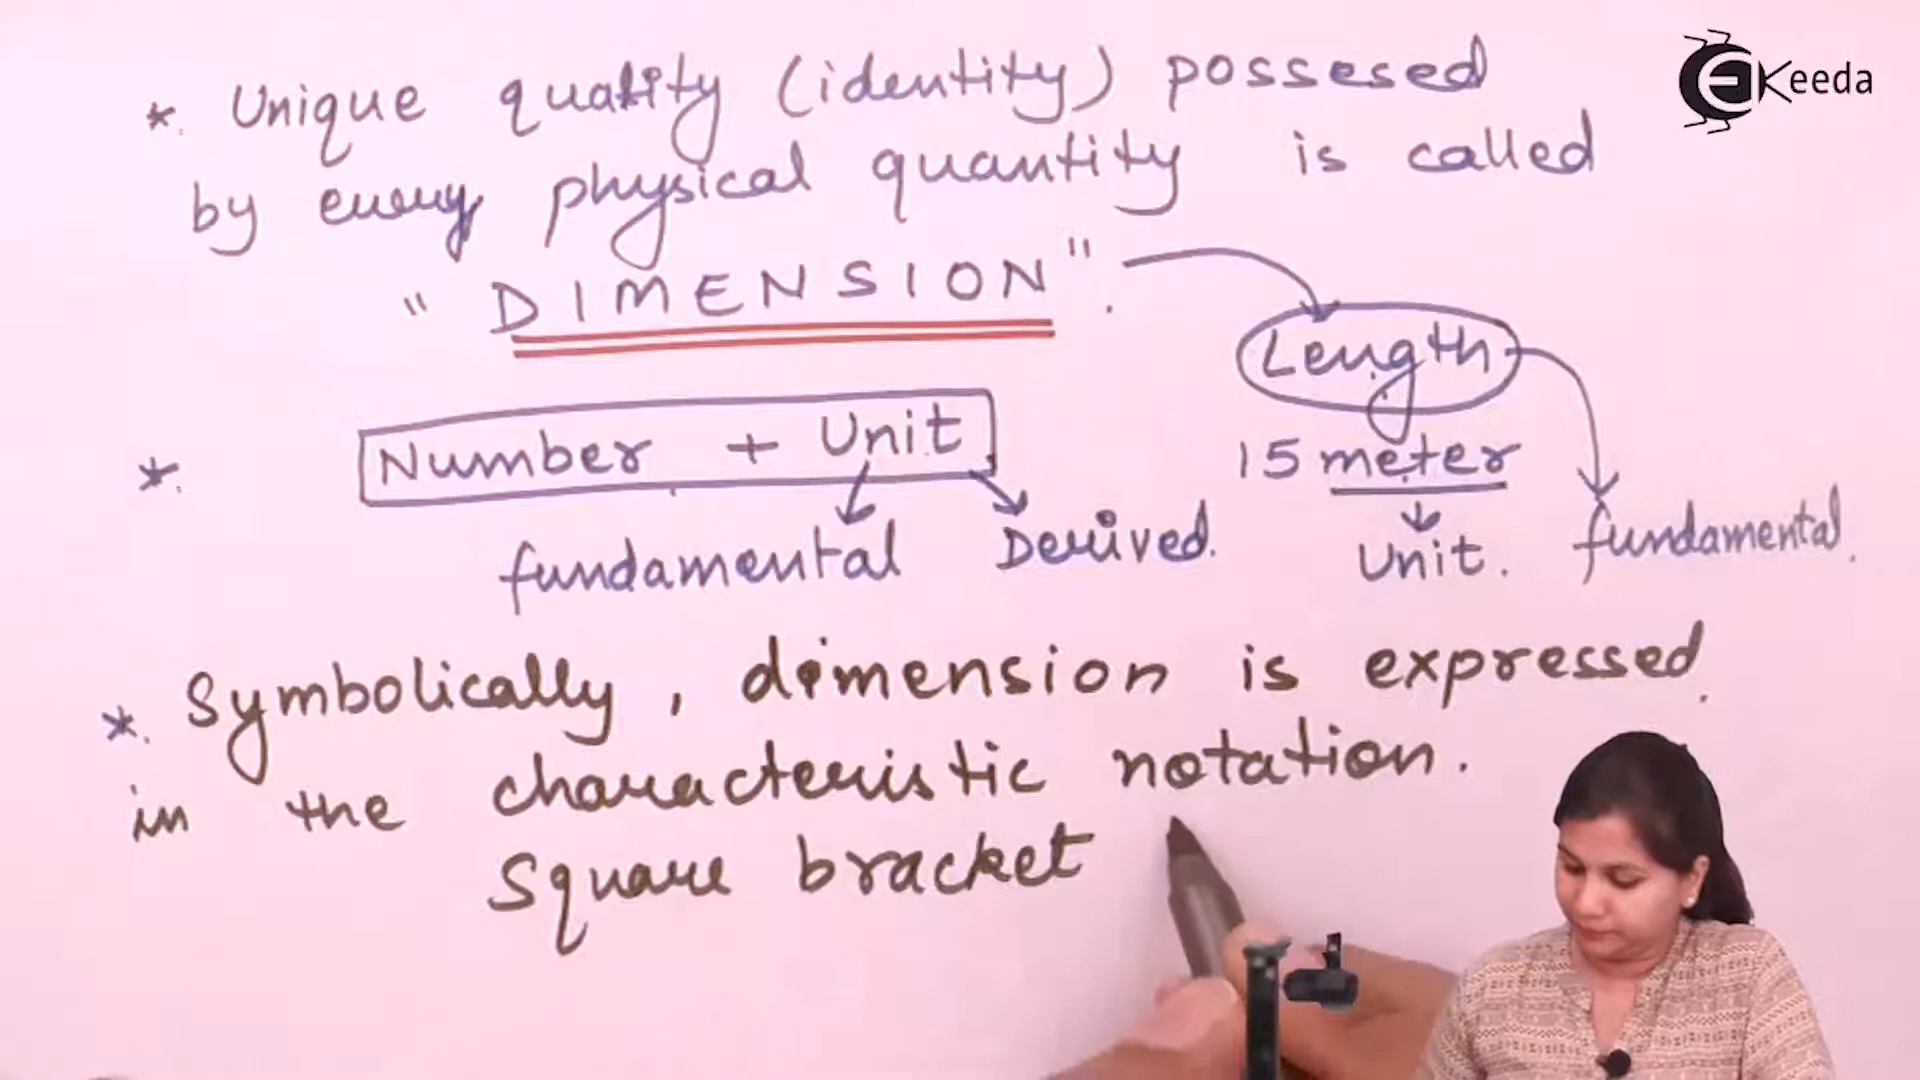 EKeeda
*. Unique quality (identity) possesed
by every physical quantity is called
" DIMENSION ".
Length
*. Number + Unit
15 meter
fundamental Derived.
Unit. fundamental.
*. Symbolically, dimension is expressed
in the characteristic notation.
Square bracket